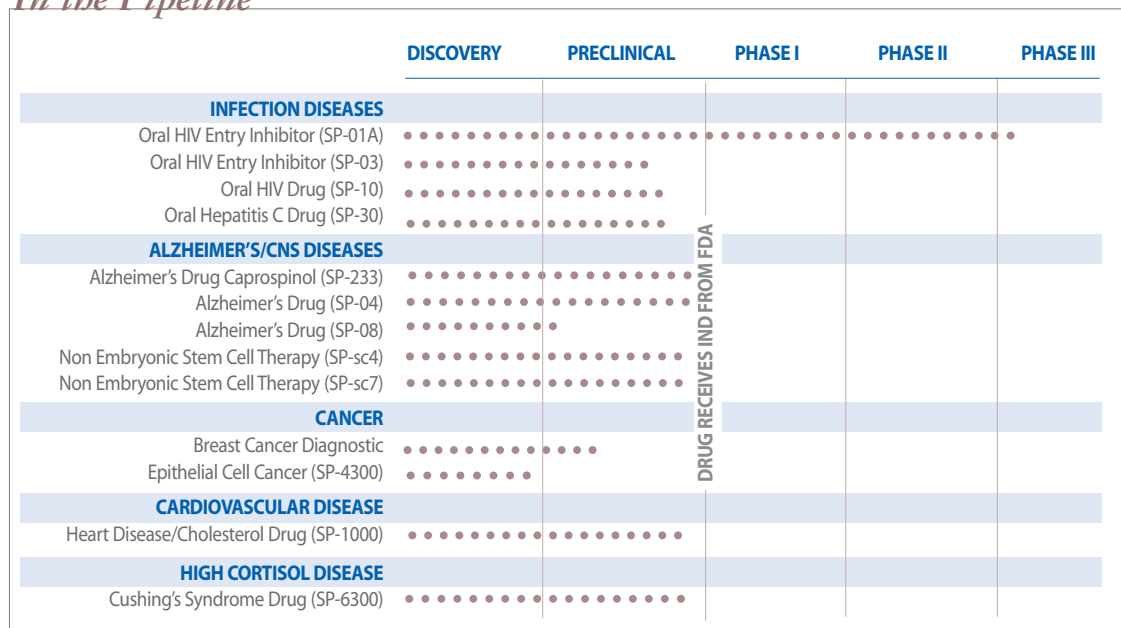 In the Pipeline
DISCOVERY PRECLINICAL PHASE I PHASE II PHASE III
INFECTION DISEASES
Oral HIV Entry Inhibitor (SP-01A)
Oral HIV Entry Inhibitor (SP-03)
Oral HIV Drug (SP-10)
Oral Hepatitis C Drug (SP-30)
ALZHEIMER'S/CNS DISEASES
Alzheimer's Drug Caprospinol (SP-233)
Alzheimer's Drug (SP-04)
Alzheimer's Drug (SP-08)
Non Embryonic Stem Cell Therapy (SP-sc4)
Non Embryonic Stem Cell Therapy (SP-sc7)
CANCER
Breast Cancer Diagnostic
Epithelial Cell Cancer (SP-4300)
CARDIOVASCULAR DISEASE
Heart Disease/Cholesterol Drug (SP-1000)
HIGH CORTISOL DISEASE
Cushing's Syndrome Drug (SP-6300)
DRUG RECEIVES IND FROM FDA